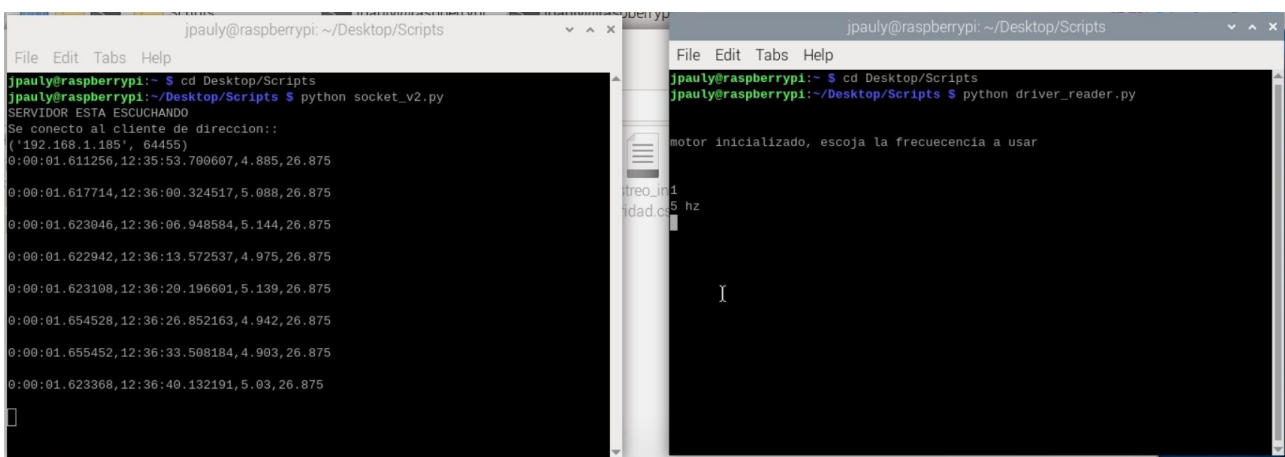 jpauly@raspberrypi: ~/Desktop/Scripts
File Edit Tabs Help
jpauly@raspberrypi:~ $ cd Desktop/Scripts
jpauly@raspberrypi:~/Desktop/Scripts $ python socket_v2.py
SERVIDOR ESTA ESCUCHANDO
Se conecto al cliente de direccion::
('192.168.1.185', 64455)
0:00:01.611256,12:35:53.700607,4.885,26.875
0:00:01.617714,12:36:00.324517,5.088,26.875
0:00:01.623046,12:36:06.948584,5.144,26.875
0:00:01.622942,12:36:13.572537,4.975,26.875
0:00:01.623108,12:36:20.196601,5.139,26.875
0:00:01.654528,12:36:26.852163,4.942,26.875
0:00:01.655452,12:36:33.508184,4.903,26.875
0:00:01.623368,12:36:40.132191,5.03,26.875
jpauly@raspberrypi: ~/Desktop/Scripts
File Edit Tabs Help
jpauly@raspberrypi:~ $ cd Desktop/Scripts
jpauly@raspberrypi:~/Desktop/Scripts $ python driver_reader.py
motor inicializado, escoja la frecuecencia a usar
1
5 hz